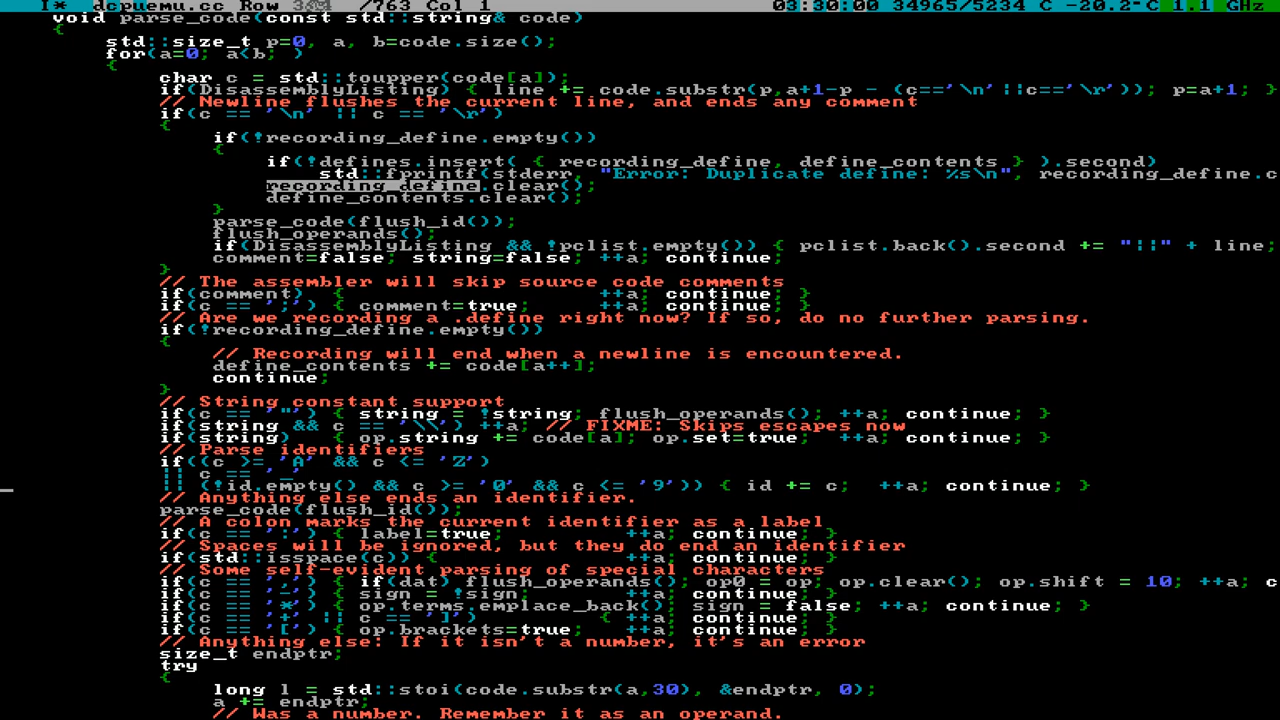 I* dcpuemu.cc Row 3 4 /763 Col 1 03:30:00 34965/5234 C -20.2°C 1.1 GHz
void parse_code(const std::string& code)
{
std::size_t p=0, a, b=code.size();
for(a=0; a<b; )
{
char c = std::toupper(code[a]);
if(DisassemblyListing) { line += code.substr(p,a+1-p - (c=='\n'||c=='\r')); p=a+1; }
// Newline flushes the current line, and ends any comment
if(c == '\n' || c == '\r')
{
if(!recording_define.empty())
{
if(!defines.insert( { recording_define, define_contents } ).second)
std::fprintf(stderr, "Error: Duplicate define: %s\n", recording_define.c
recording_define.clear();
define_contents.clear();
}
parse_code(flush_id());
flush_operands();
if(DisassemblyListing && !pclist.empty()) { pclist.back().second += "||" + line;
comment=false; string=false; ++a; continue;
}
// The assembler will skip source code comments
if(comment) { ++a; continue; }
if(c == ';') { comment=true; ++a; continue; }
// Are we recording a .define right now? If so, do no further parsing.
if(!recording_define.empty())
{
// Recording will end when a newline is encountered.
define_contents += code[a++];
continue;
}
// String constant support
if(c == '"') { string = !string; flush_operands(); ++a; continue; }
if(string && c == '\\') ++a; // FIXME: Skips escapes now
if(string) { op.string += code[a]; op.set=true; ++a; continue; }
// Parse identifiers
if((c >= 'A' && c <= 'Z')
|| c == '_'
|| (!id.empty() && c >= '0' && c <= '9')) { id += c; ++a; continue; }
// Anything else ends an identifier.
parse_code(flush_id());
// A colon marks the current identifier as a label
if(c == ':') { label=true; ++a; continue; }
// Spaces will be ignored, but they do end an identifier
if(std::isspace(c)) { ++a; continue; }
// Some self-evident parsing of special characters
if(c == ',') { if(dat) flush_operands(); op0 = op; op.clear(); op.shift = 10; ++a; c
if(c == '-') { sign = !sign; ++a; continue; }
if(c == '*') { op.terms.emplace_back(); sign = false; ++a; continue; }
if(c == '+' || c == ']') { ++a; continue; }
if(c == '[') { op.brackets=true; ++a; continue; }
// Anything else: If it isn't a number, it's an error
size_t endptr;
try
{
long l = std::stoi(code.substr(a,30), &endptr, 0);
a += endptr;
// Was a number. Remember it as an operand.